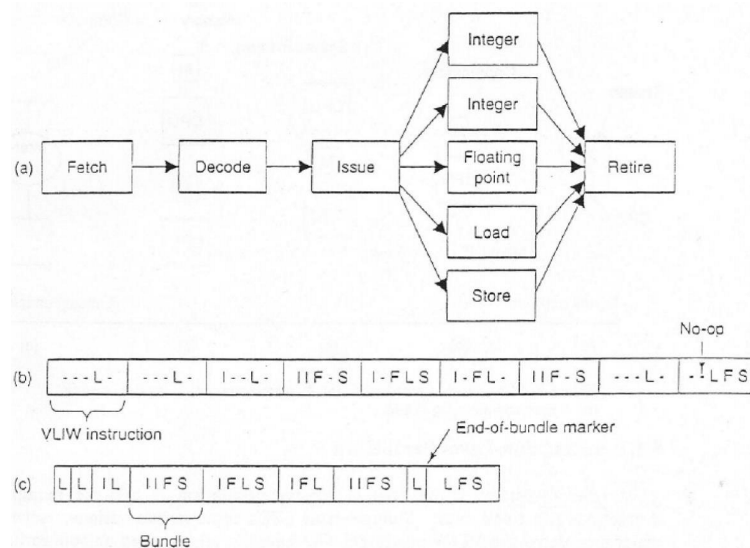 Integer
Integer
(a) Fetch Decode Issue Floating point Retire
Load
Store
No-op
(b) - - - L - - - - L - I - - L - I I F - S I - F L S I - F L - I I F - S - - - L - - - L F S
VLIW instruction
End-of-bundle marker
(c) L L I L I I F S I F L S I F L I I F S L L F S
Bundle